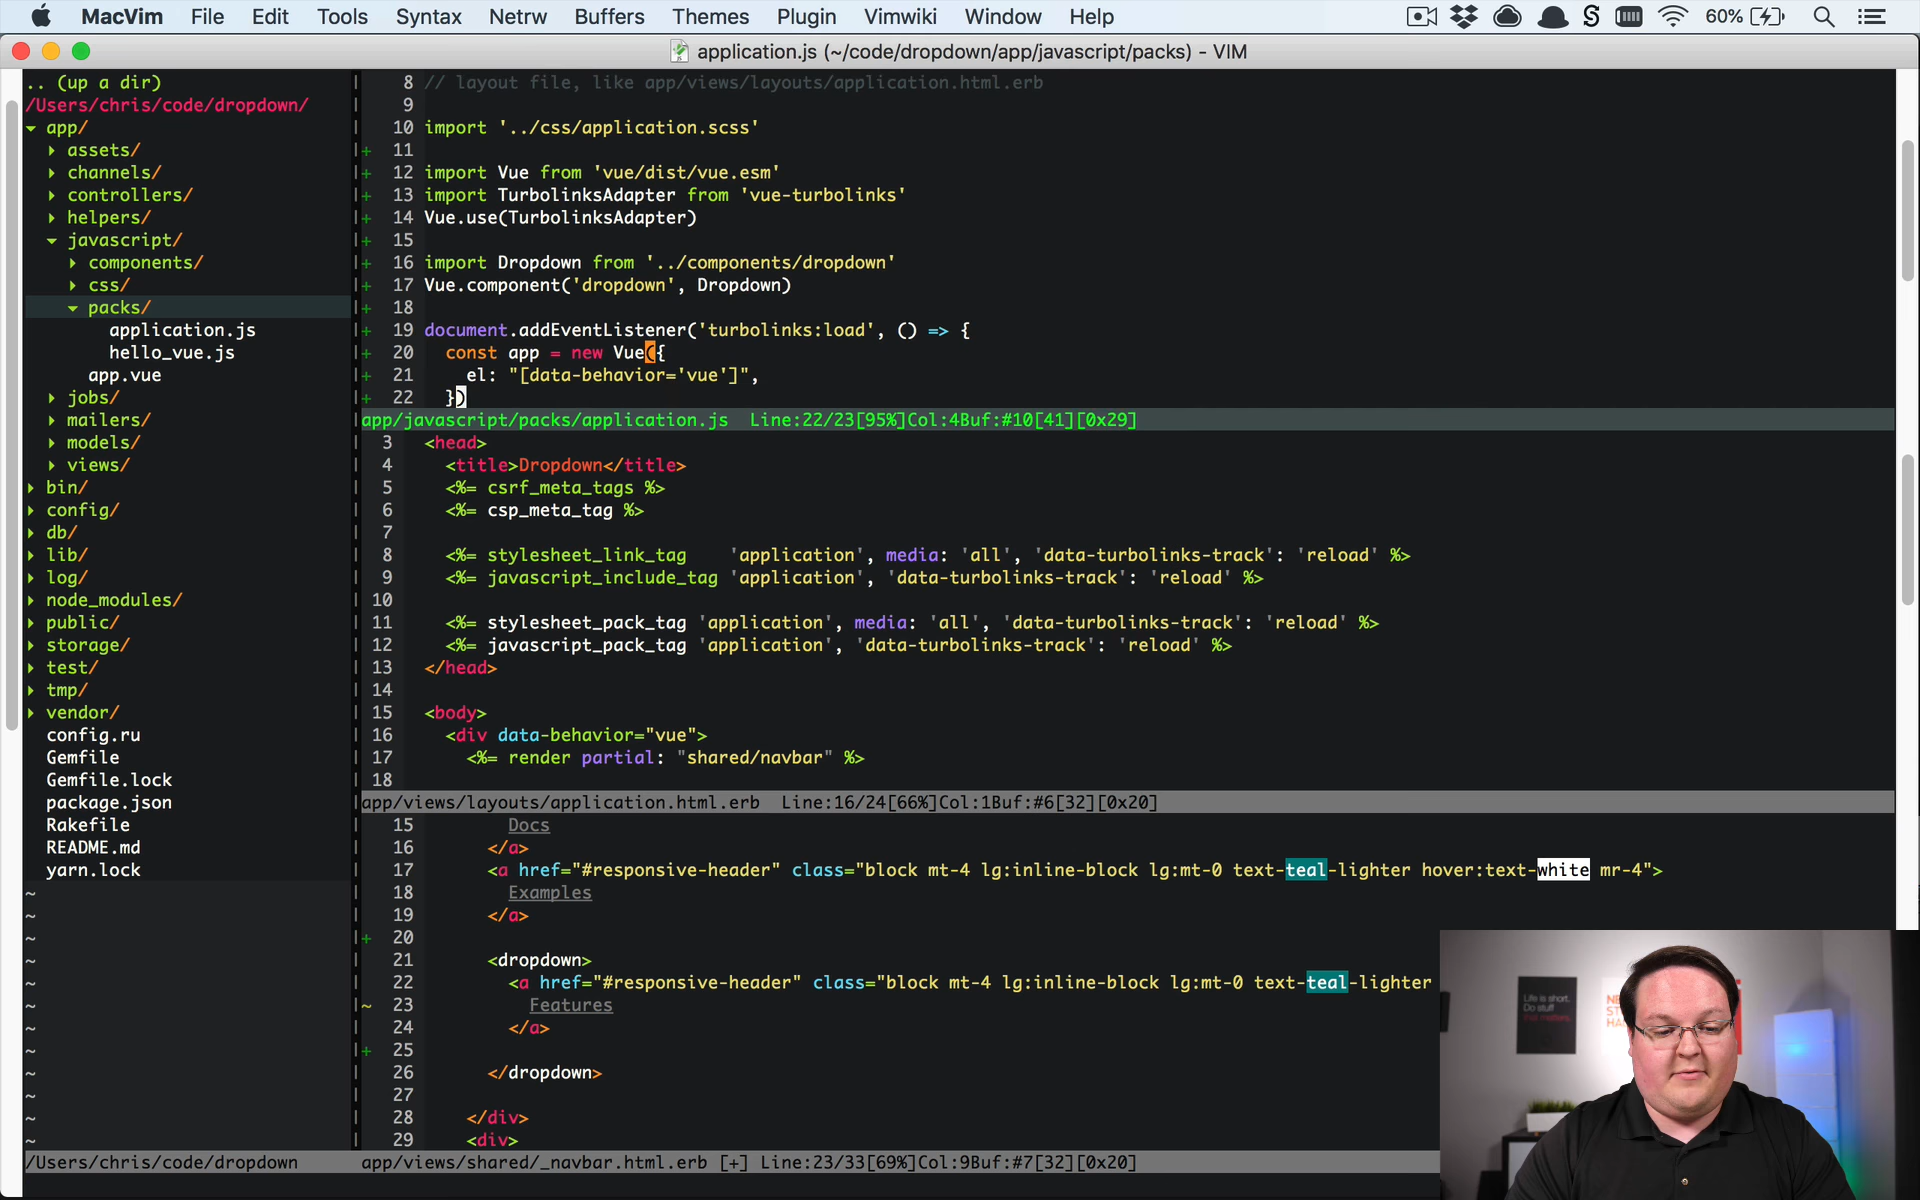 MacVim File Edit Tools Syntax Netrw Buffers Themes Plugin Vimwiki Window Help 60%
application.js (~/code/dropdown/app/javascript/packs) - VIM
.. (up a dir)
/Users/chris/code/dropdown/
app/
assets/
channels/
controllers/
helpers/
javascript/
components/
css/
packs/
application.js
hello_vue.js
app.vue
jobs/
mailers/
models/
views/
bin/
config/
db/
lib/
log/
node_modules/
public/
storage/
test/
tmp/
vendor/
config.ru
Gemfile
Gemfile.lock
package.json
Rakefile
README.md
yarn.lock
~
~
~
~
~
~
~
~
~
~
~
~
/Users/chris/code/dropdown
8 // layout file, like app/views/layouts/application.html.erb
9
10 import '../css/application.scss'
+ 11
+ 12 import Vue from 'vue/dist/vue.esm'
+ 13 import TurbolinksAdapter from 'vue-turbolinks'
+ 14 Vue.use(TurbolinksAdapter)
+ 15
+ 16 import Dropdown from '../components/dropdown'
+ 17 Vue.component('dropdown', Dropdown)
+ 18
+ 19 document.addEventListener('turbolinks:load', () => {
+ 20 const app = new Vue({
+ 21 el: "[data-behavior='vue']",
+ 22 })
app/javascript/packs/application.js Line:22/23[95%]Col:4Buf:#10[41][0x29]
3 <head>
4 <title>Dropdown</title>
5 <%= csrf_meta_tags %>
6 <%= csp_meta_tag %>
7
8 <%= stylesheet_link_tag 'application', media: 'all', 'data-turbolinks-track': 'reload' %>
9 <%= javascript_include_tag 'application', 'data-turbolinks-track': 'reload' %>
10
11 <%= stylesheet_pack_tag 'application', media: 'all', 'data-turbolinks-track': 'reload' %>
12 <%= javascript_pack_tag 'application', 'data-turbolinks-track': 'reload' %>
13 </head>
14
15 <body>
16 <div data-behavior="vue">
17 <%= render partial: "shared/navbar" %>
18
app/views/layouts/application.html.erb Line:16/24[66%]Col:1Buf:#6[32][0x20]
15 Docs
16 </a>
17 <a href="#responsive-header" class="block mt-4 lg:inline-block lg:mt-0 text-teal-lighter hover:text-white mr-4">
18 Examples
19 </a>
+ 20
21 <dropdown>
22 <a href="#responsive-header" class="block mt-4 lg:inline-block lg:mt-0 text-teal-lighter
~ 23 Features
24 </a>
+ 25
26 </dropdown>
27
28 </div>
29 <div>
app/views/shared/_navbar.html.erb [+] Line:23/33[69%]Col:9Buf:#7[32][0x20]
Life is short.
Do stuff